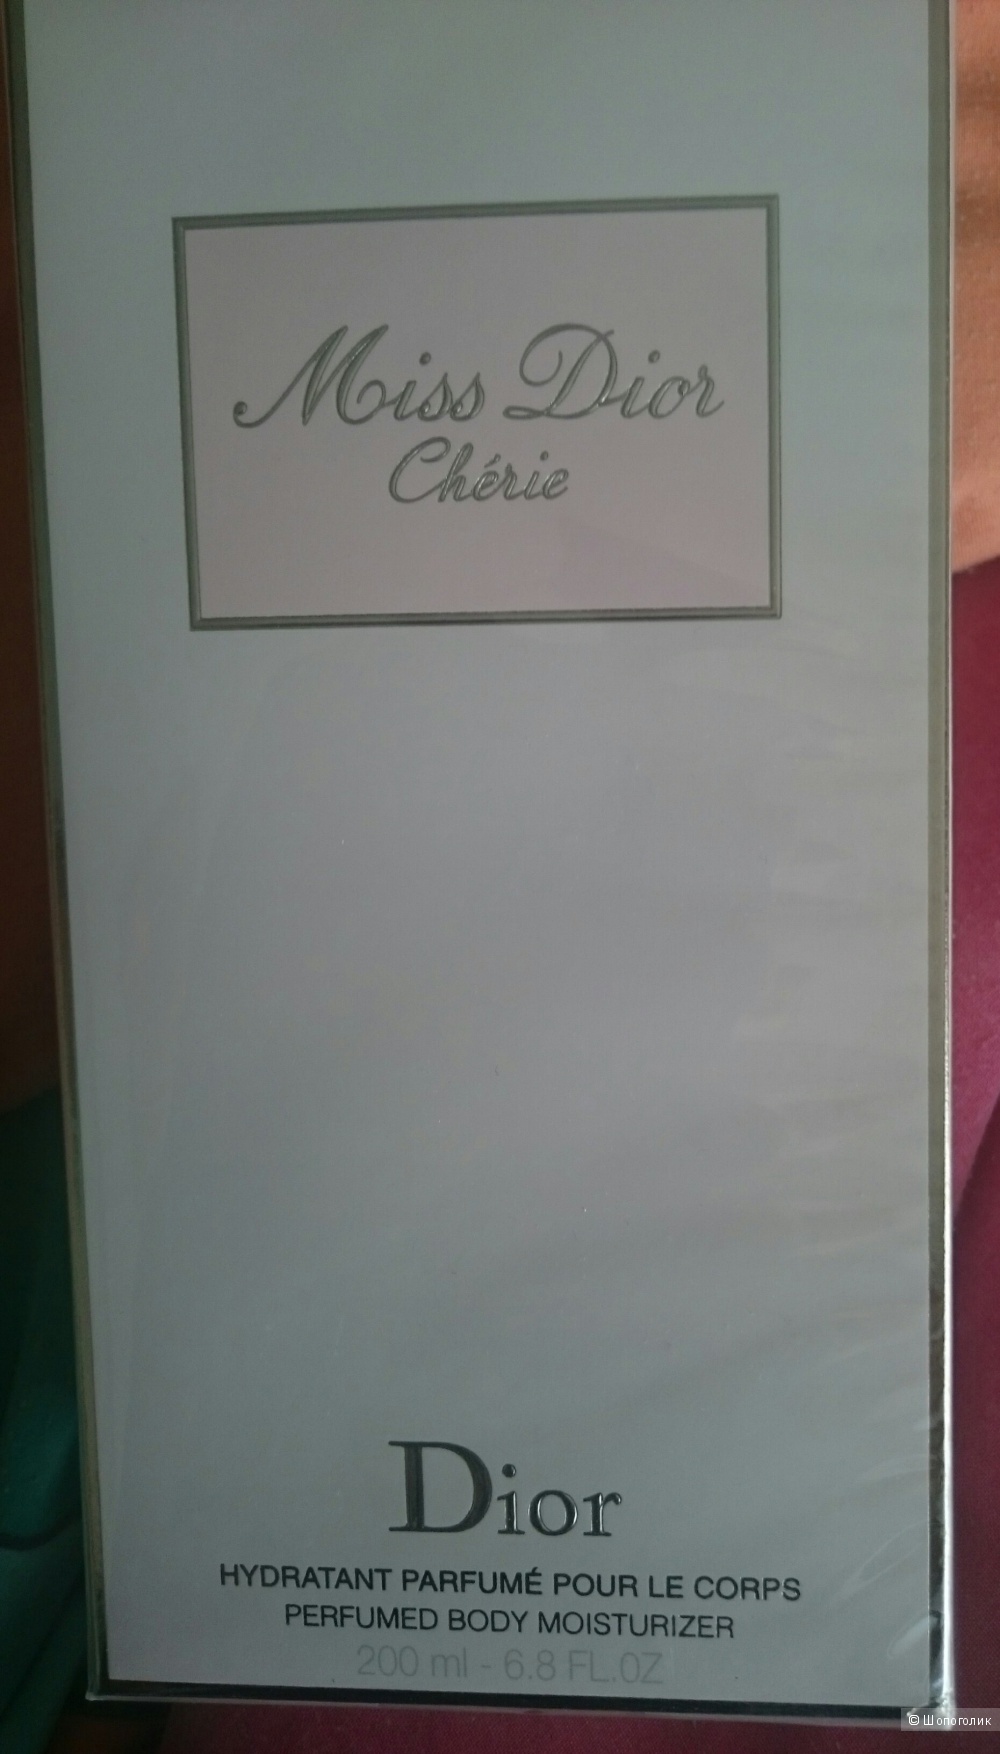 Miss Dior
Chérie
Dior
HYDRATANT PARFUMÉ POUR LE CORPS
PERFUMED BODY MOISTURIZER
200 ml - 6.8 FL.OZ
© Шопоголик